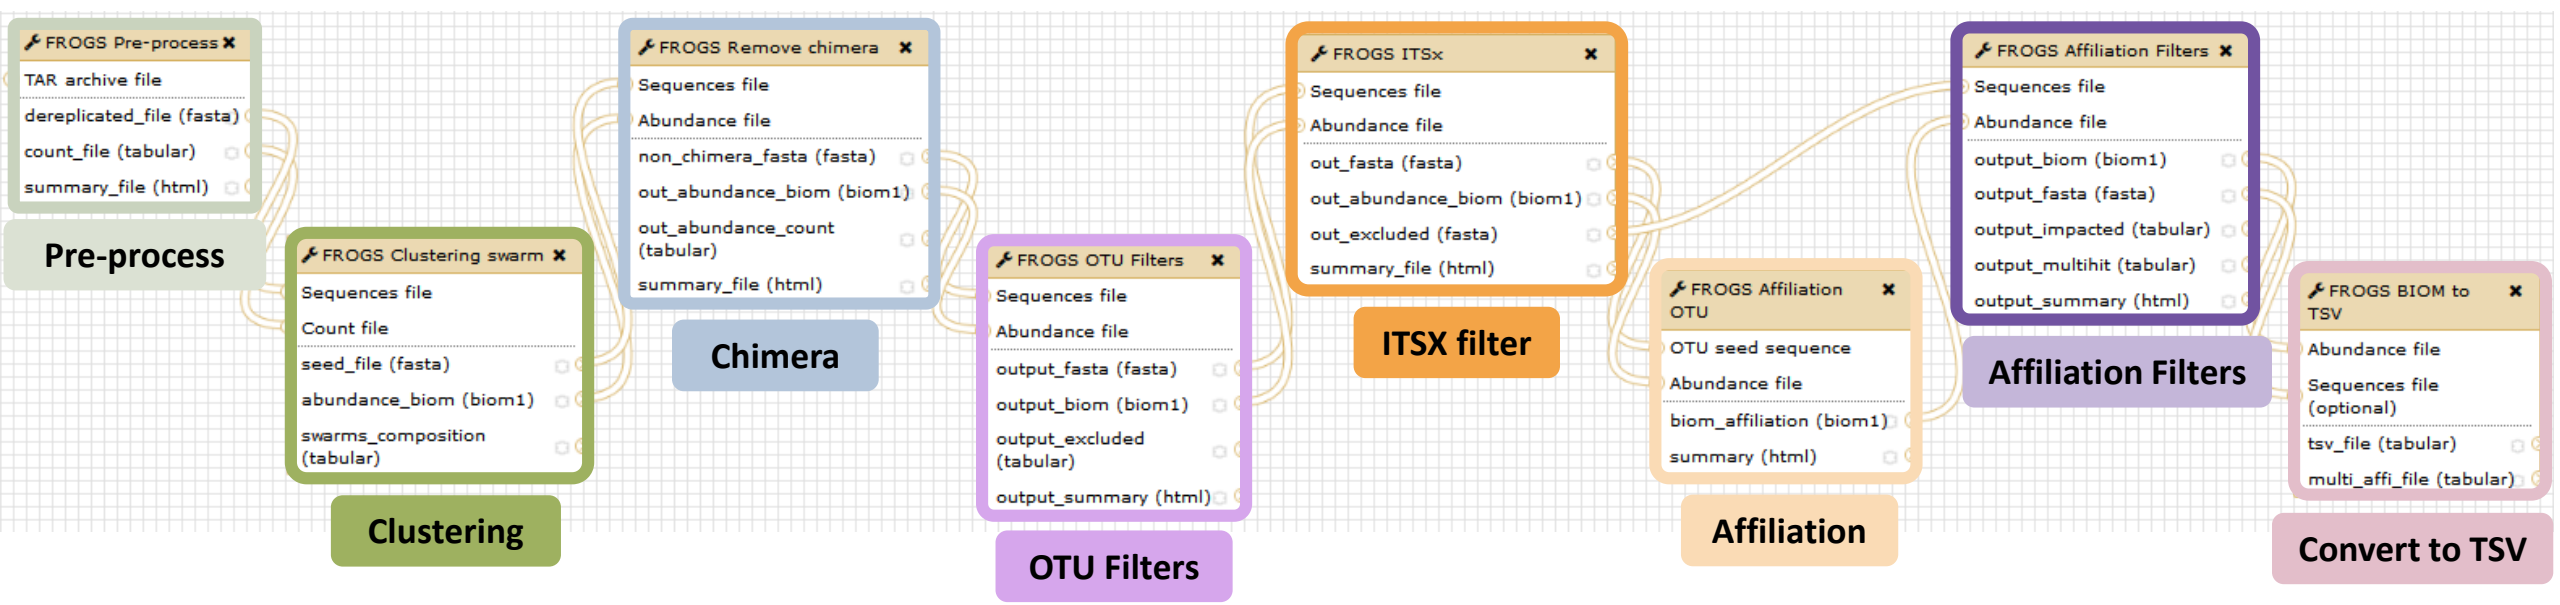 FROGS Pre-process
TAR archive file
dereplicated_file (fasta)
count_file (tabular)
summary_file (html)
Pre-process
FROGS Clustering swarm
Sequences file
Count file
seed_file (fasta)
abundance_biom (biom1)
swarms_composition
(tabular)
Clustering
FROGS Remove chimera
Sequences file
Abundance file
non_chimera_fasta (fasta)
out_abundance_biom (biom1)
out_abundance_count
(tabular)
summary_file (html)
Chimera
FROGS OTU Filters
Sequences file
Abundance file
output_fasta (fasta)
output_biom (biom1)
output_excluded
(tabular)
output_summary (html)
OTU Filters
FROGS ITSx
Sequences file
Abundance file
out_fasta (fasta)
out_abundance_biom (biom1)
out_excluded (fasta)
summary_file (html)
ITSX filter
FROGS Affiliation
OTU
OTU seed sequence
Abundance file
biom_affiliation (biom1)
summary (html)
Affiliation
FROGS Affiliation Filters
Sequences file
Abundance file
output_biom (biom1)
output_fasta (fasta)
output_impacted (tabular)
output_multihit (tabular)
output_summary (html)
Affiliation Filters
FROGS BIOM to
TSV
Abundance file
Sequences file
(optional)
tsv_file (tabular)
multi_affi_file (tabular)
Convert to TSV